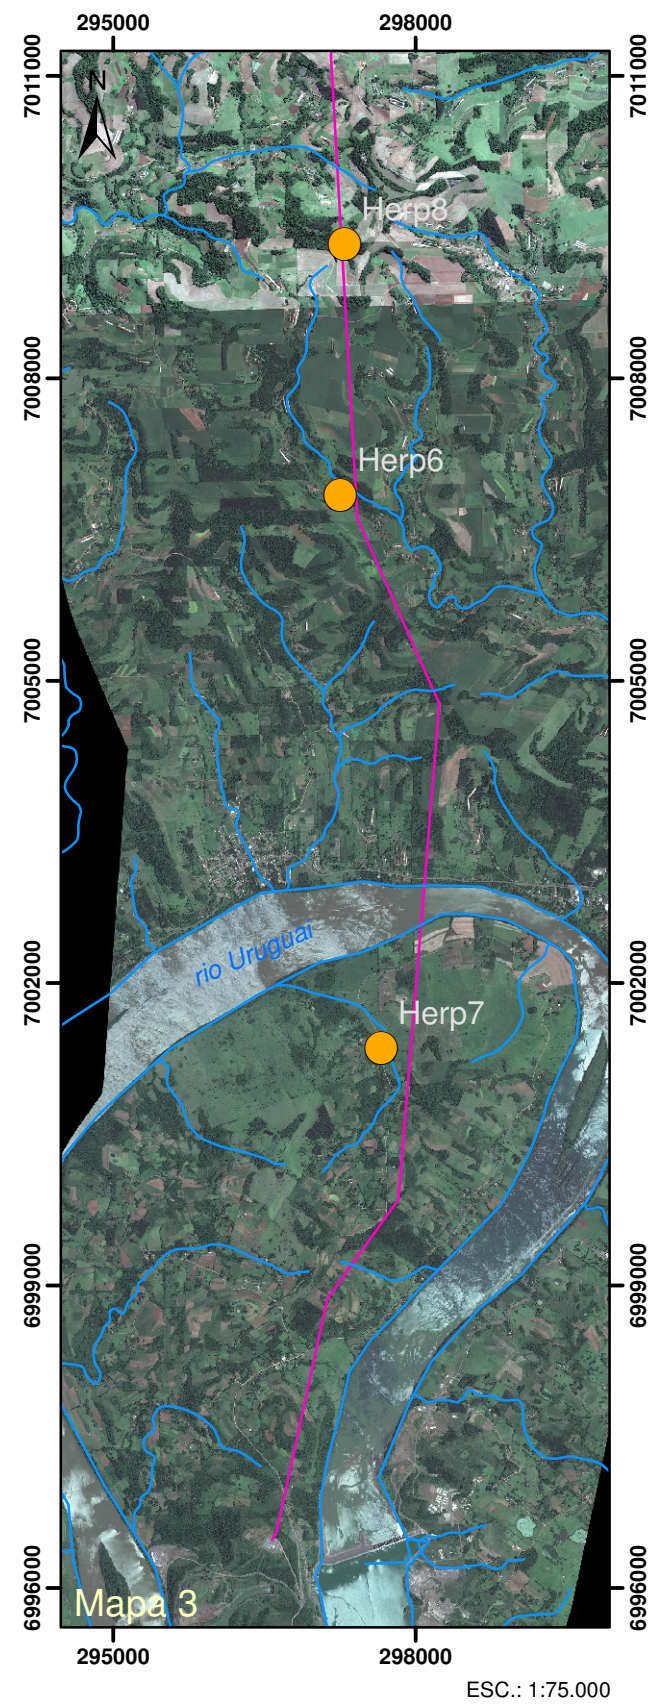 295000 298000
7011000 7011000
N
Herp8
7008000 7008000
Herp6
7005000 7005000
rio Uruguai
7002000 7002000
Herp7
6999000 6999000
6996000 6996000
Mapa 3
295000 298000
ESC.: 1:75.000